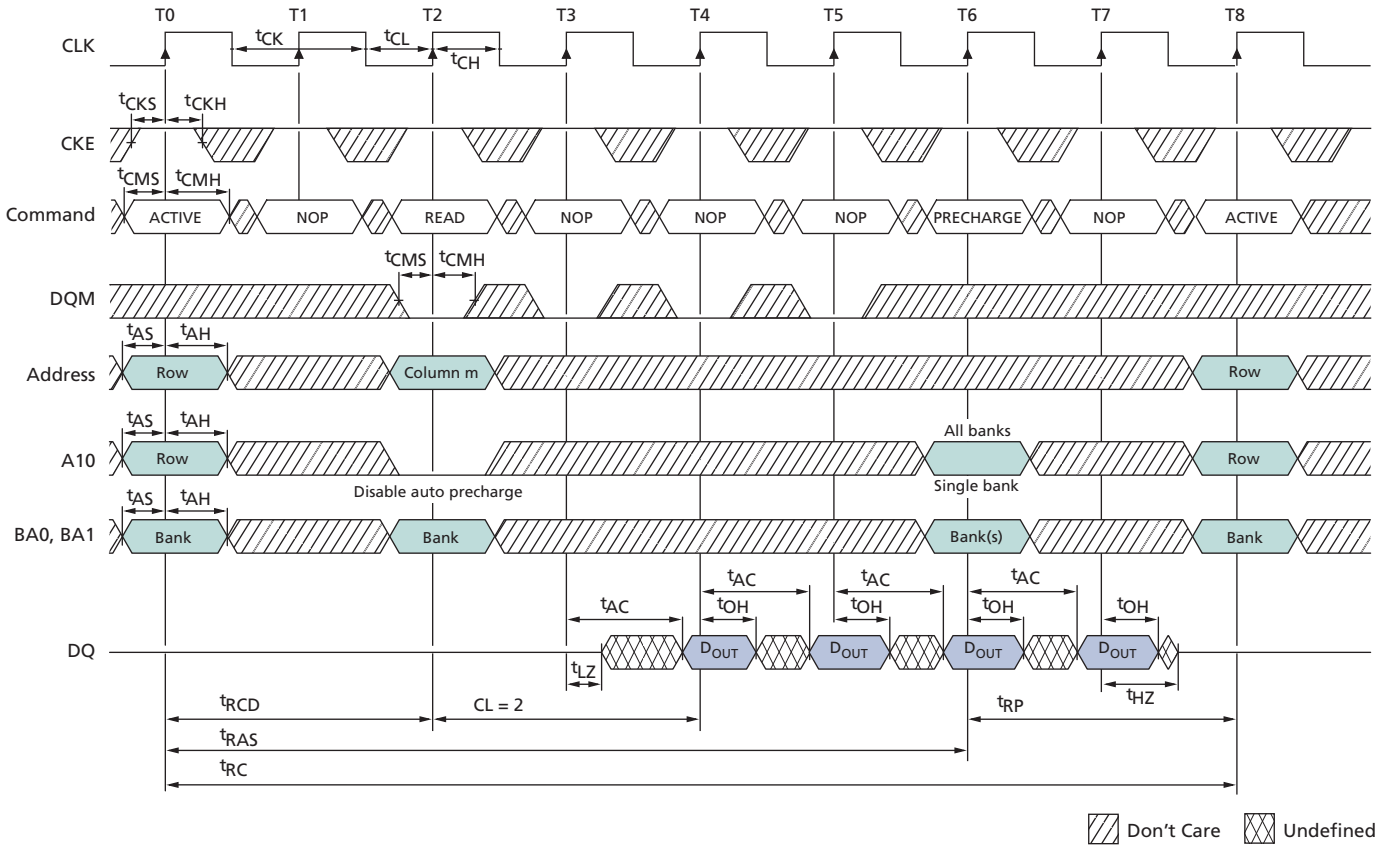 T0 T1 T2 T3 T4 T5 T6 T7 T8
CLK tCK tCL tCH
tCKS tCKH
CKE
tCMS tCMH
Command ACTIVE NOP READ NOP NOP NOP PRECHARGE NOP ACTIVE
tCMS tCMH
DQM
tAS tAH
Address Row Column m Row
tAS tAH All banks
A10 Row Row
Disable auto precharge Single bank
tAS tAH
BA0, BA1 Bank Bank Bank(s) Bank
tAC tAC tAC tAC
tOH tOH tOH tOH
DQ DOUT DOUT DOUT DOUT
tLZ tHZ
tRCD CL = 2 tRP
tRAS
tRC
Don't Care Undefined